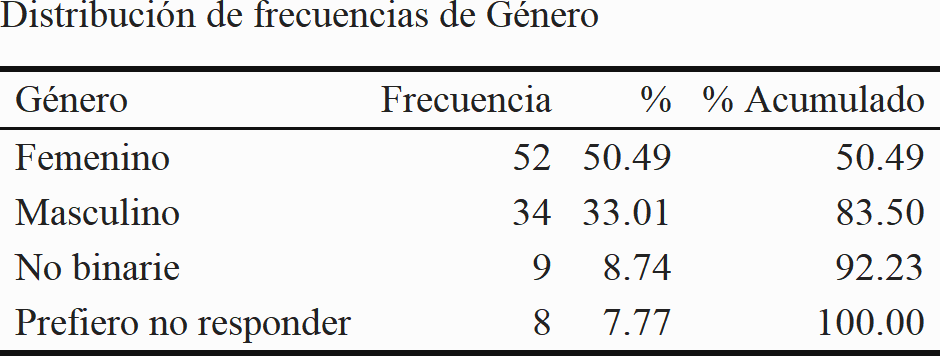 Distribución de frecuencias de Género
Género Frecuencia % % Acumulado
Femenino 52 50.49 50.49
Masculino 34 33.01 83.50
No binarie 9 8.74 92.23
Prefiero no responder 8 7.77 100.00